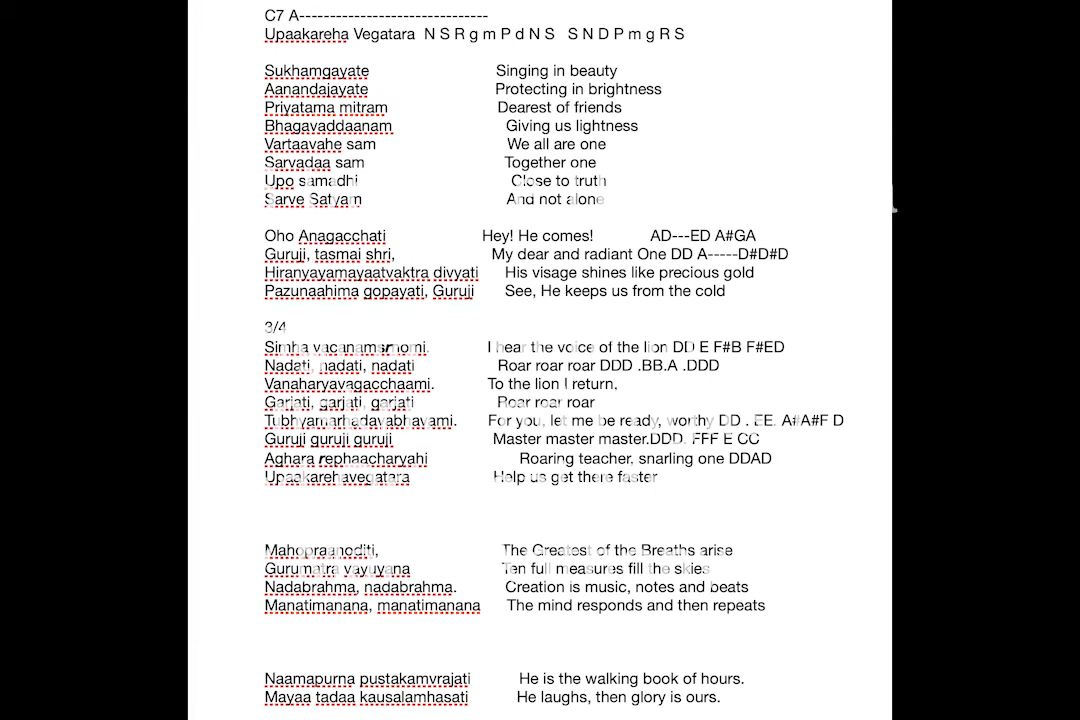 C7 A-------------------------------
Upaakareha Vegatara N S R g m P d N S S N D P m g R S
Sukhamgayate Singing in beauty
Aanandajayate Protecting in brightness
Priyatama mitram Dearest of friends
Bhagavaddaanam Giving us lightness
Vartaavahe sam We all are one
Sarvadaa sam Together one
Upo samadhi Close to truth
Sarve Satyam And not alone
Oho Anagacchati Hey! He comes! AD---ED A#GA
Guruji, tasmai shri, My dear and radiant One DD A-----D#D#D
Hiranyayamayaatvaktra divyati His visage shines like precious gold
Pazunaahima gopayati, Guruji See, He keeps us from the cold
3/4
Simha vacanamsrnomi. I hear the voice of the lion DD E F#B F#ED
Nadati, nadati, nadati Roar roar roar DDD .BB.A .DDD
Vanaharyavagacchaami. To the lion I return,
Garjati, garjati, garjati Roar roar roar
Tubhyamarhadavabhavami. For you, let me be ready, worthy DD . EE. A#A#F D
Guruji guruji guruji Master master master.DDD. FFF E CC
Aghara rephaacharyahi Roaring teacher, snarling one DDAD
Upaakarehavegatara Help us get there faster
Mahopraanoditi, The Greatest of the Breaths arise
Gurumatra vayuyana Ten full measures fill the skies
Nadabrahma, nadabrahma. Creation is music, notes and beats
Manatimanana, manatimanana The mind responds and then repeats
Naamapurna pustakamvrajati He is the walking book of hours.
Mayaa tadaa kausalamhasati He laughs, then glory is ours.